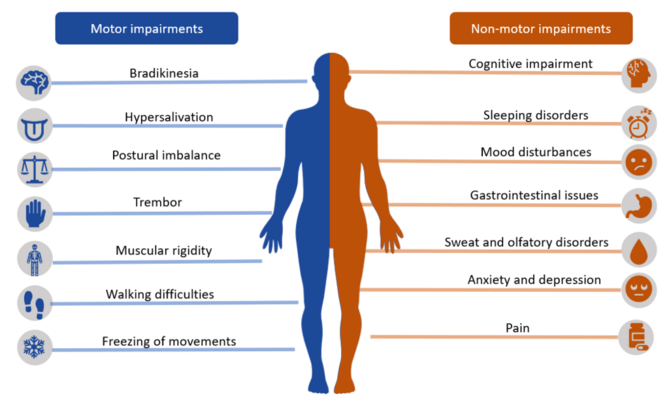 Motor impairments
Non-motor impairments
Bradikinesia
Cognitive impairment
Hypersalivation
Sleeping disorders
Postural imbalance
Mood disturbances
Trembor
Gastrointestinal issues
Muscular rigidity
Sweat and olfatory disorders
Walking difficulties
Anxiety and depression
Freezing of movements
Pain